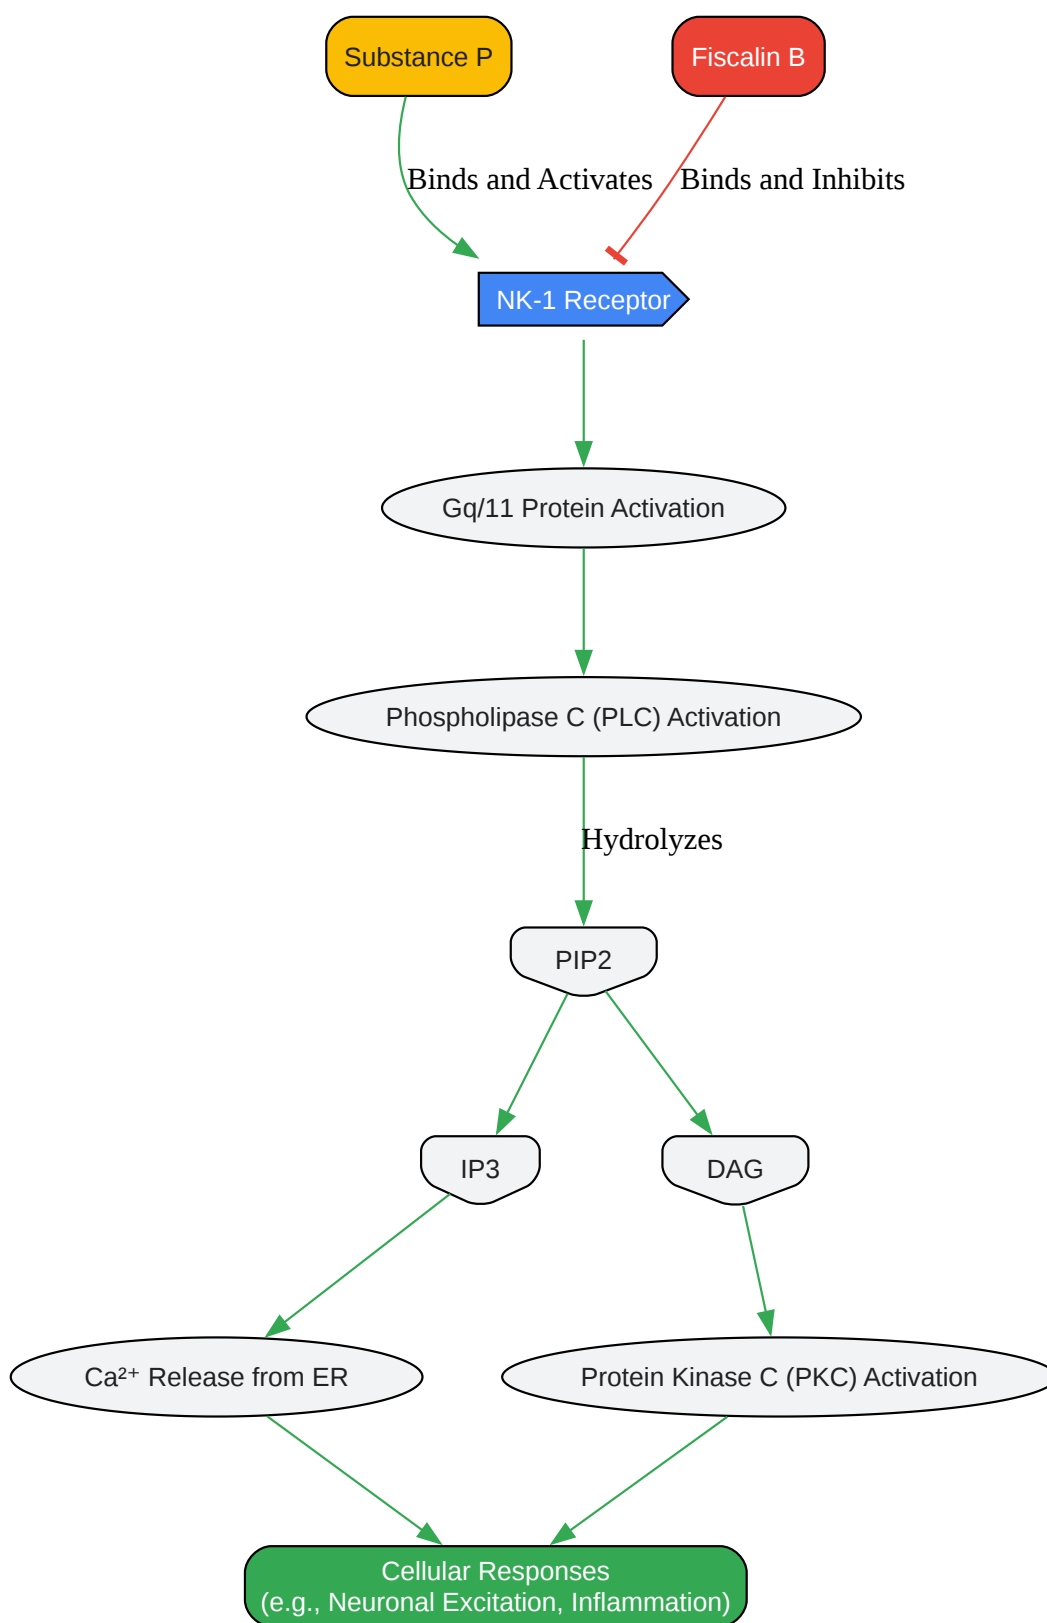 Substance P
Fiscalin B
Binds and Activates
Binds and Inhibits
NK-1 Receptor
Gq/11 Protein Activation
Phospholipase C (PLC) Activation
Hydrolyzes
PIP2
IP3
DAG
Ca²⁺ Release from ER
Protein Kinase C (PKC) Activation
Cellular Responses
(e.g., Neuronal Excitation, Inflammation)